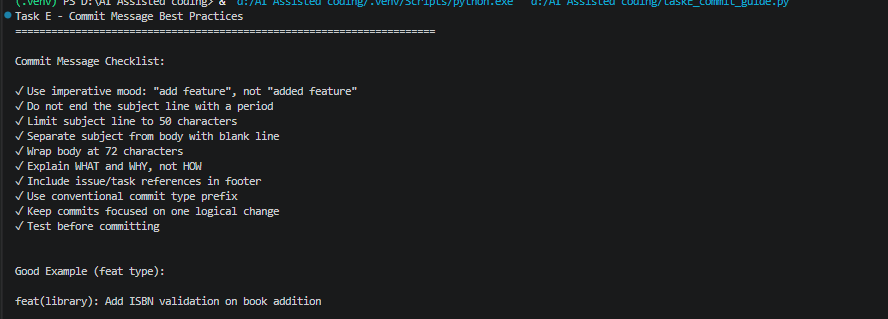 (.venv) PS D:\AI Assisted coding> & "d:/AI Assisted coding/.venv/Scripts/python.exe" "d:/AI Assisted coding/taskE_commit_guide.py"
Task E - Commit Message Best Practices
======================================================================
Commit Message Checklist:
✓ Use imperative mood: "add feature", not "added feature"
✓ Do not end the subject line with a period
✓ Limit subject line to 50 characters
✓ Separate subject from body with blank line
✓ Wrap body at 72 characters
✓ Explain WHAT and WHY, not HOW
✓ Include issue/task references in footer
✓ Use conventional commit type prefix
✓ Keep commits focused on one logical change
✓ Test before committing
Good Example (feat type):
feat(library): Add ISBN validation on book addition